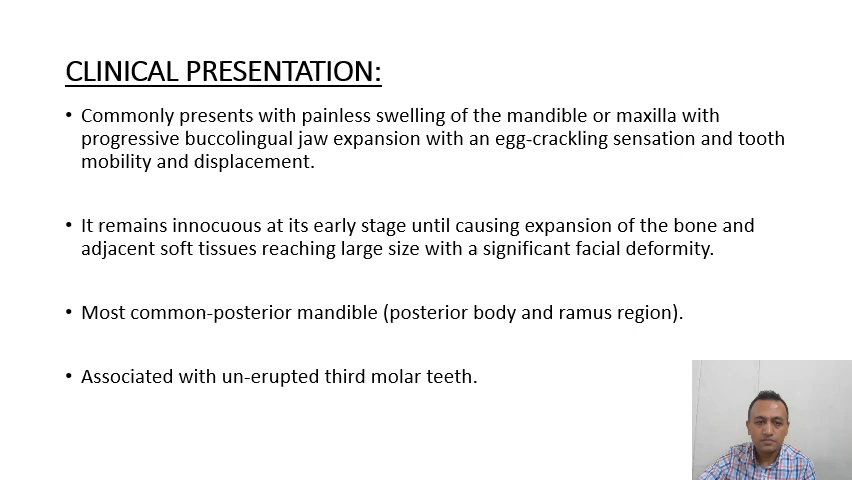 CLINICAL PRESENTATION:
• Commonly presents with painless swelling of the mandible or maxilla with
progressive buccolingual jaw expansion with an egg-crackling sensation and tooth
mobility and displacement.
• It remains innocuous at its early stage until causing expansion of the bone and
adjacent soft tissues reaching large size with a significant facial deformity.
• Most common-posterior mandible (posterior body and ramus region).
• Associated with un-erupted third molar teeth.